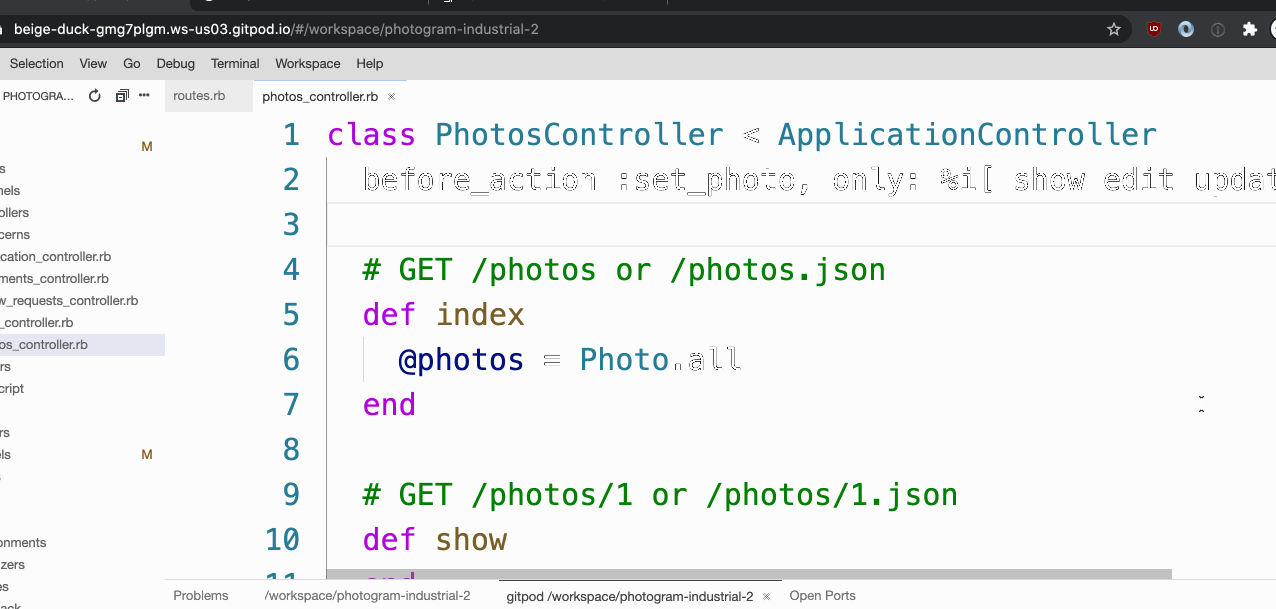 beige-duck-gmg7plgm.ws-us03.gitpod.io/#/workspace/photogram-industrial-2
Selection View Go Debug Terminal Workspace Help
PHOTOGRA... routes.rb photos_controller.rb
1 class PhotosController < ApplicationController
2 before_action :set_photo, only: %i[ show edit updat
3
4 # GET /photos or /photos.json
5 def index
6 @photos = Photo.all
7 end
8
9 # GET /photos/1 or /photos/1.json
10 def show
11 end
M
s
nels
ollers
cerns
cation_controller.rb
ments_controller.rb
w_requests_controller.rb
_controller.rb
os_controller.rb
rs
cript
rs
els M
onments
zers
es
ack
Problems /workspace/photogram-industrial-2 gitpod /workspace/photogram-industrial-2 Open Ports